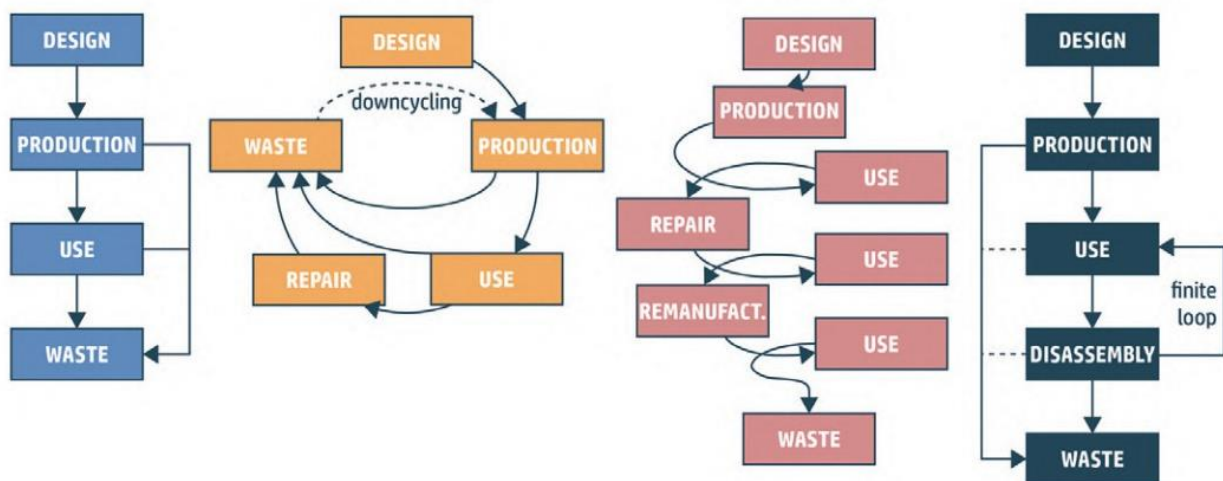 DESIGN
PRODUCTION
USE
WASTE
DESIGN
downcycling
WASTE
PRODUCTION
REPAIR
USE
DESIGN
PRODUCTION
USE
REPAIR
USE
REMANUFACT.
USE
WASTE
DESIGN
PRODUCTION
USE
finite
loop
DISASSEMBLY
WASTE